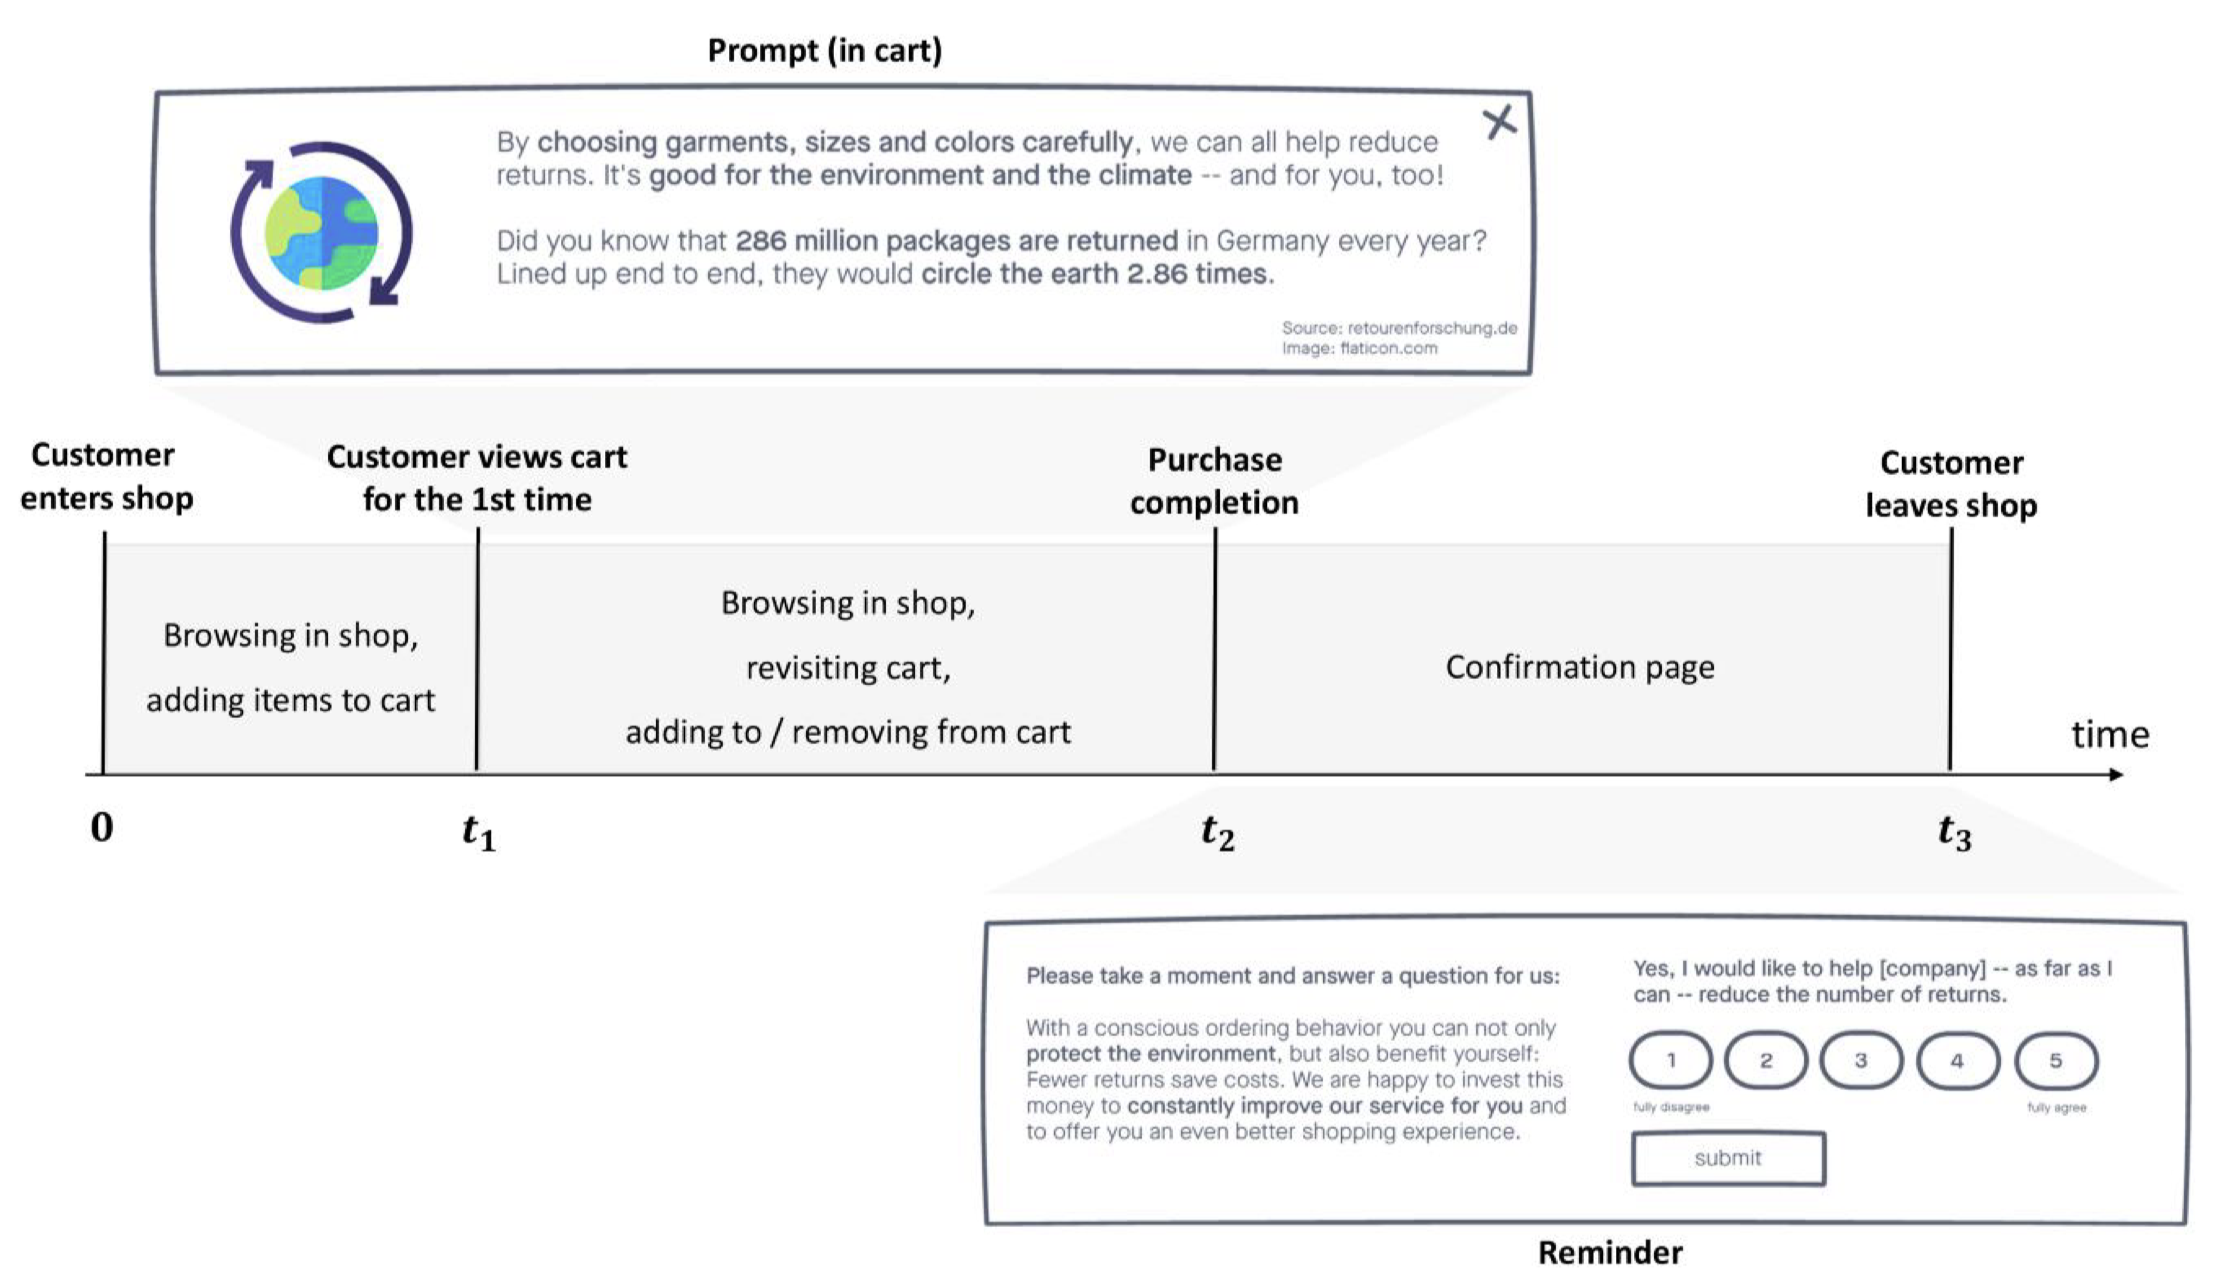 Prompt (in cart)
By choosing garments, sizes and colors carefully, we can all help reduce
returns. It's good for the environment and the climate -- and for you, too!
Did you know that 286 million packages are returned in Germany every year?
Lined up end to end, they would circle the earth 2.86 times.
Source: retourenforschung.de
Image: flaticon.com
Customer
enters shop
Customer views cart
for the 1st time
Purchase
completion
Customer
leaves shop
Browsing in shop,
adding items to cart
Browsing in shop,
revisiting cart,
adding to / removing from cart
Confirmation page
time
0
t₁
t₂
t₃
Please take a moment and answer a question for us:
With a conscious ordering behavior you can not only
protect the environment, but also benefit yourself:
Fewer returns save costs. We are happy to invest this
money to constantly improve our service for you and
to offer you an even better shopping experience.
Yes, I would like to help [company] -- as far as I
can -- reduce the number of returns.
1 2 3 4 5
fully disagree fully agree
submit
Reminder